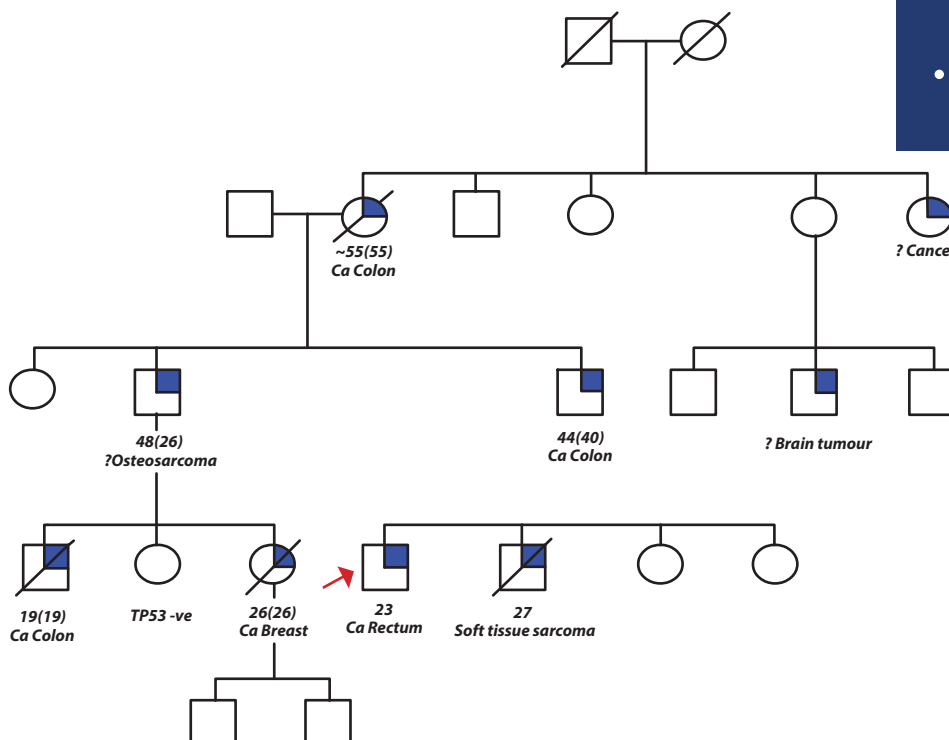 ~55(55)
Ca Colon
? Cance
48(26)
?Osteosarcoma
44(40)
Ca Colon
? Brain tumour
19(19)
Ca Colon
TP53 -ve
26(26)
Ca Breast
23
Ca Rectum
27
Soft tissue sarcoma